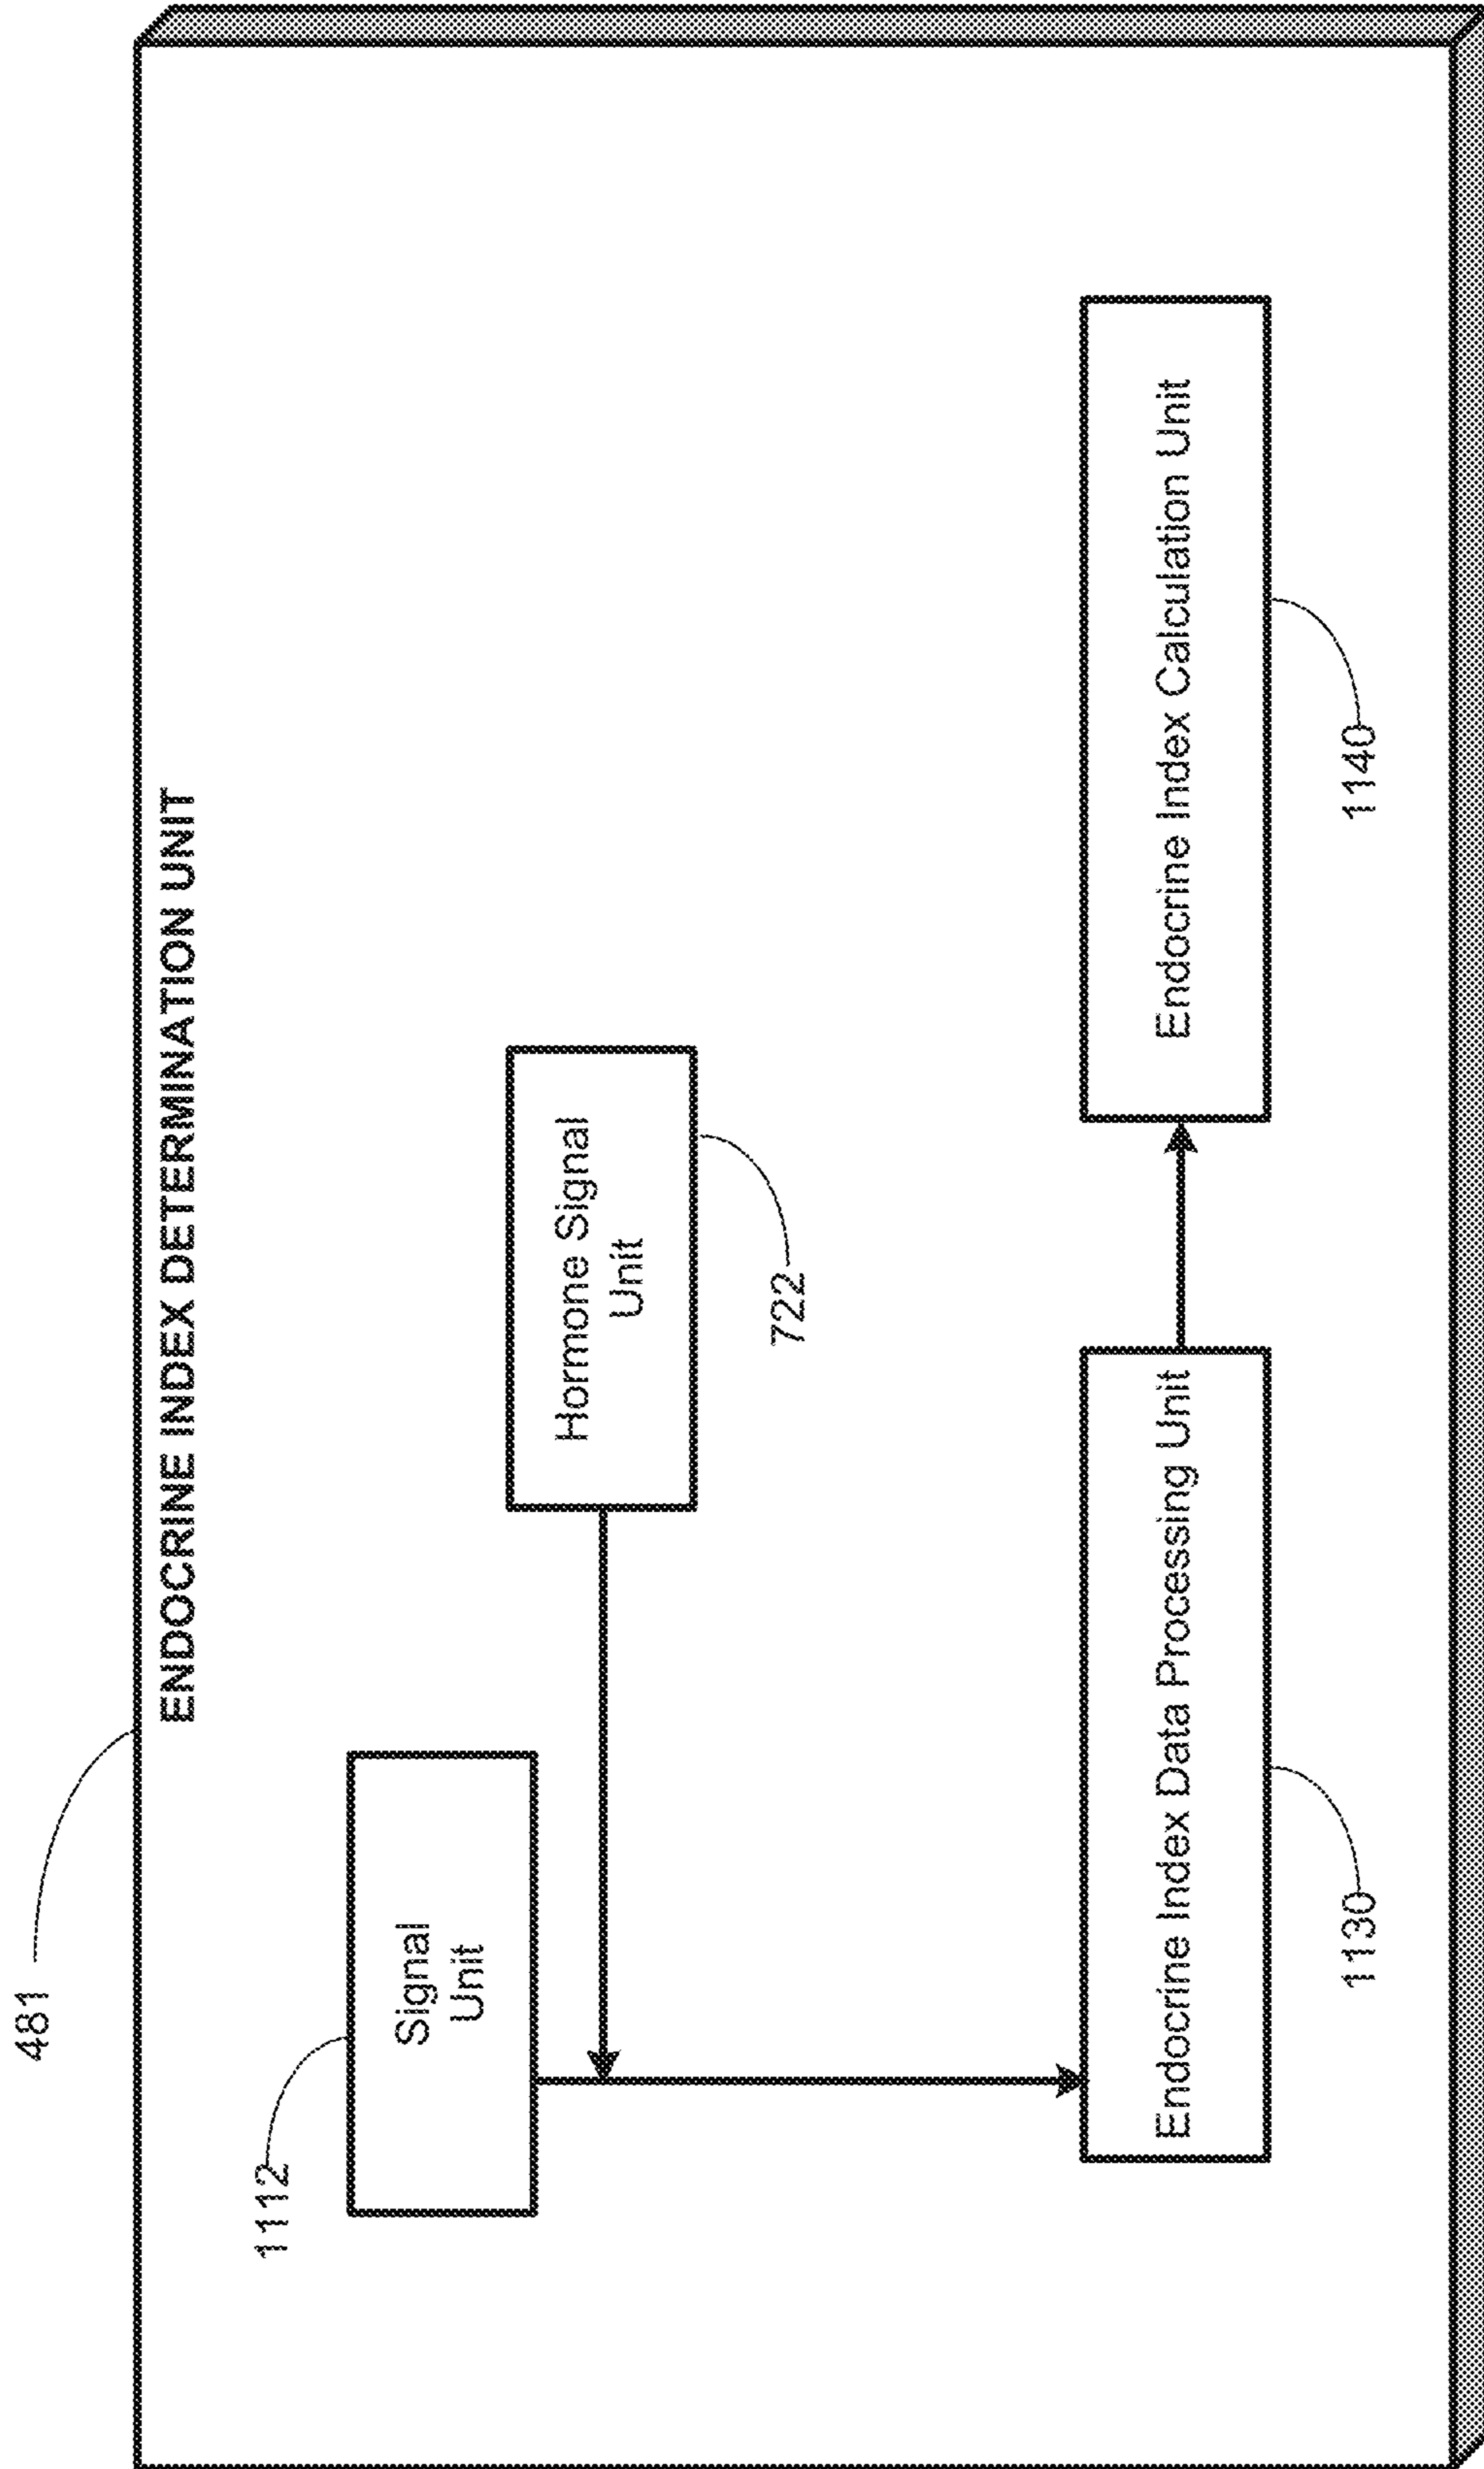 481
ENDOCRINE INDEX DETERMINATION UNIT
1112
Signal
Unit
Hormone Signal
Unit
722
Endocrine Index Data Processing Unit
1130
Endocrine Index Calculation Unit
1140